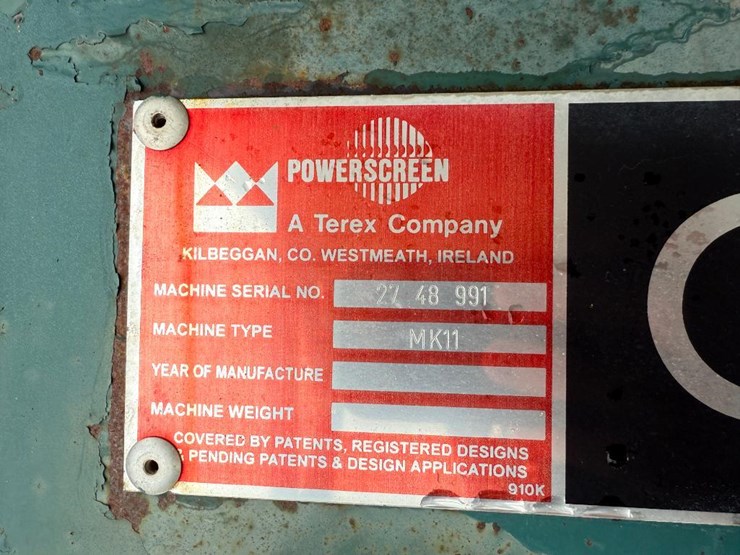 POWERSCREEN
A Terex Company
KILBEGGAN, CO. WESTMEATH, IRELAND
MACHINE SERIAL NO. 27 48 991
MACHINE TYPE MK11
YEAR OF MANUFACTURE
MACHINE WEIGHT
COVERED BY PATENTS, REGISTERED DESIGNS
& PENDING PATENTS & DESIGN APPLICATIONS
910K